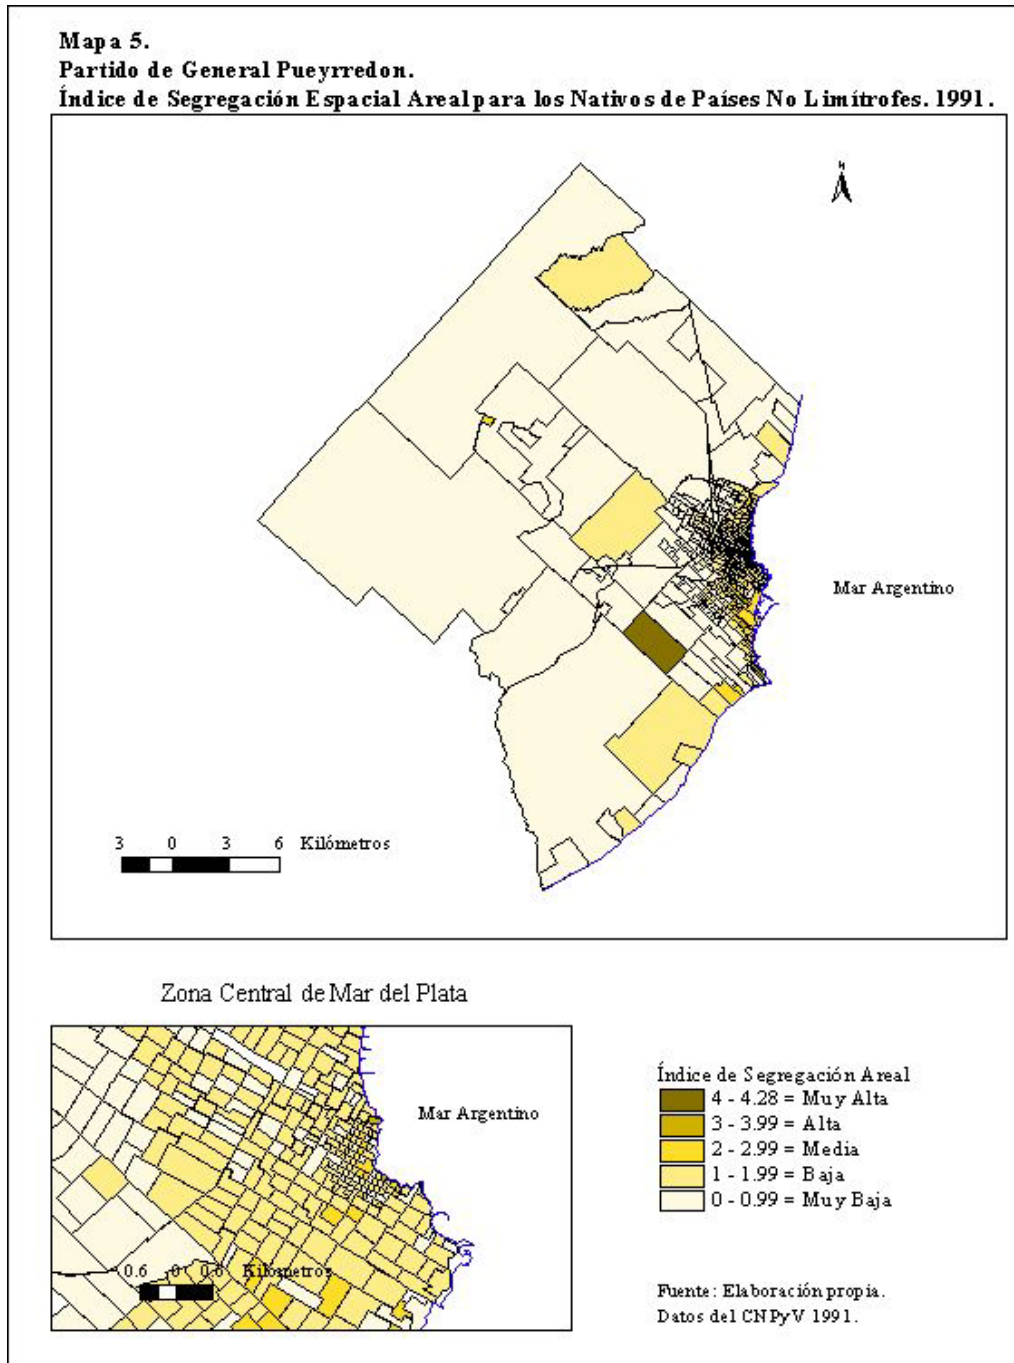 Mapa 5.
Partido de General Pueyrredon.
Índice de Segregación Espacial Areal para los Nativos de Países No Limítrofes. 1991.
N
Mar Argentino
3 0 3 6 Kilómetros
Zona Central de Mar del Plata
Mar Argentino
0.6 0 0.6 Kilometros
Índice de Segregación Areal
4 - 4.28 = Muy Alta
3 - 3.99 = Alta
2 - 2.99 = Media
1 - 1.99 = Baja
0 - 0.99 = Muy Baja
Fuente: Elaboración propia.
Datos del CNPyV 1991.